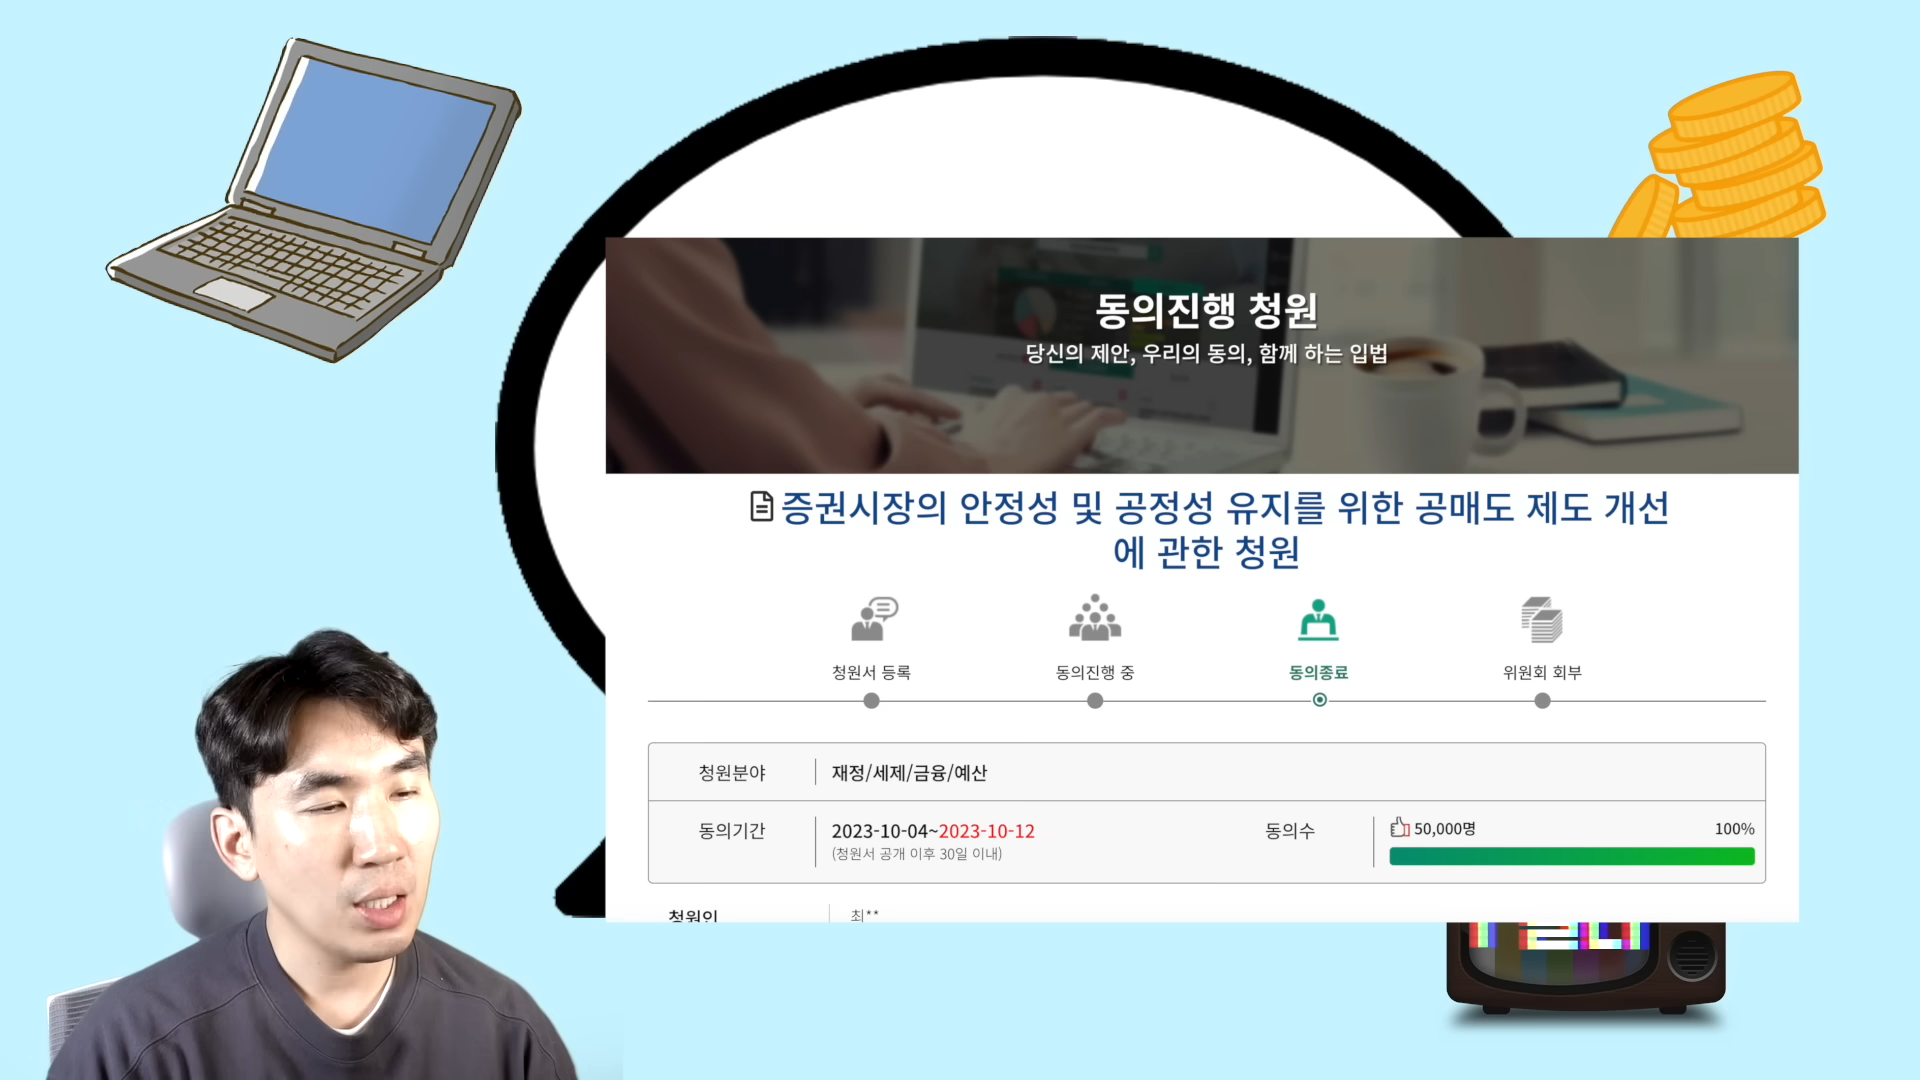 동의진행 청원
당신의 제안, 우리의 동의, 함께 하는 입법
증권시장의 안정성 및 공정성 유지를 위한 공매도 제도 개선
에 관한 청원
청원서 등록
동의진행 중
동의종료
위원회 회부
청원분야
재정/세제/금융/예산
동의기간
2023-10-04~2023-10-12
(청원서 공개 이후 30일 이내)
동의수
50,000명
100%
청원인
최**